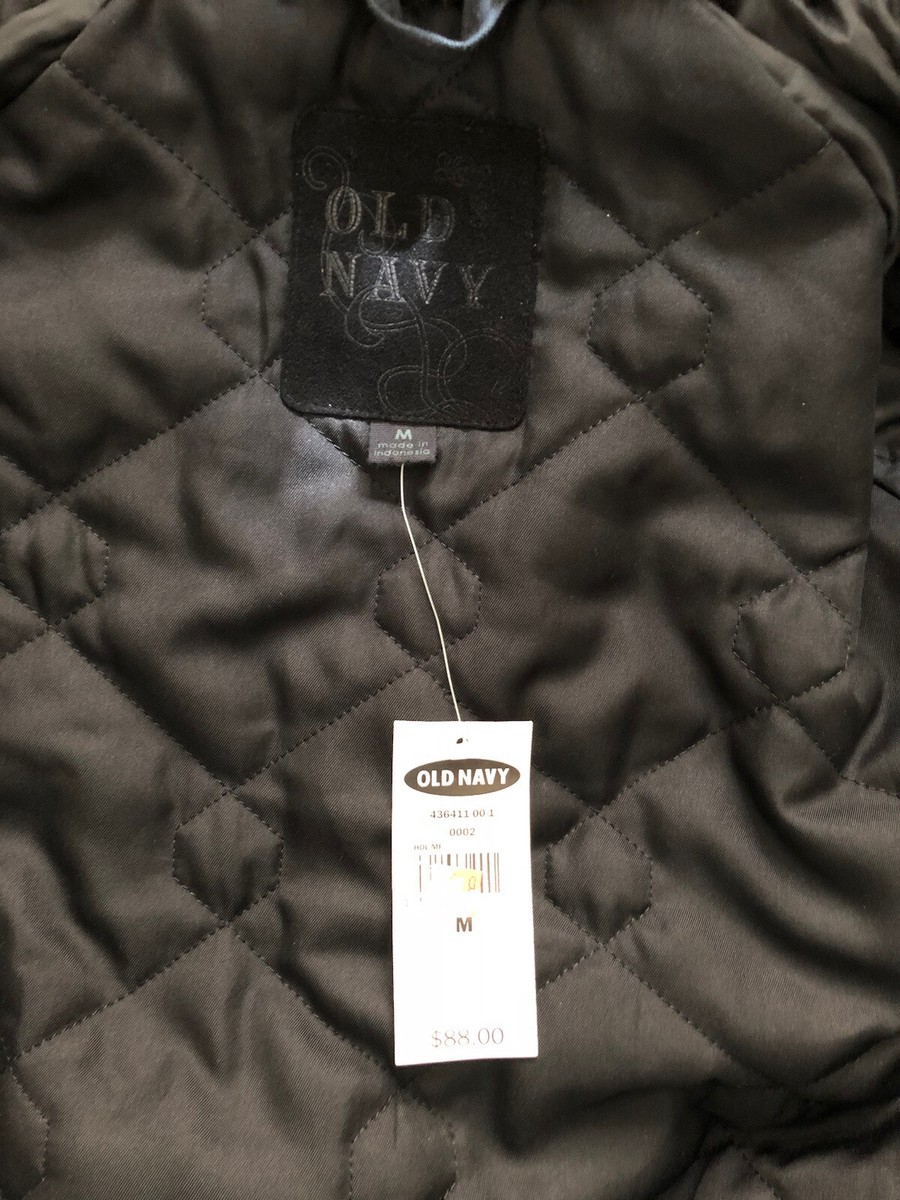 OLD
NAVY
M
made in
indonesia
OLD NAVY
436411 00 1
0002
M
$88.00